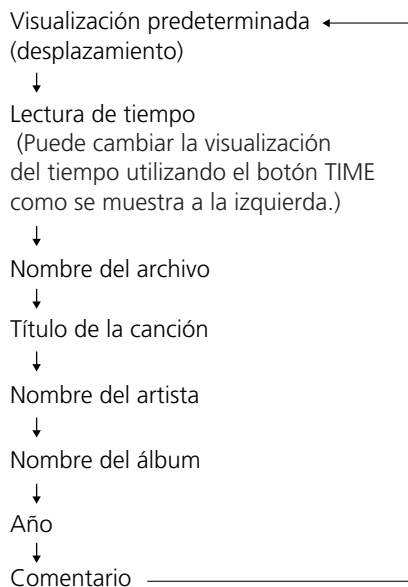 Visualización predeterminada
(desplazamiento)
Lectura de tiempo
(Puede cambiar la visualización
del tiempo utilizando el botón TIME
como se muestra a la izquierda.)
Nombre del archivo
Título de la canción
Nombre del artista
Nombre del álbum
Año
Comentario